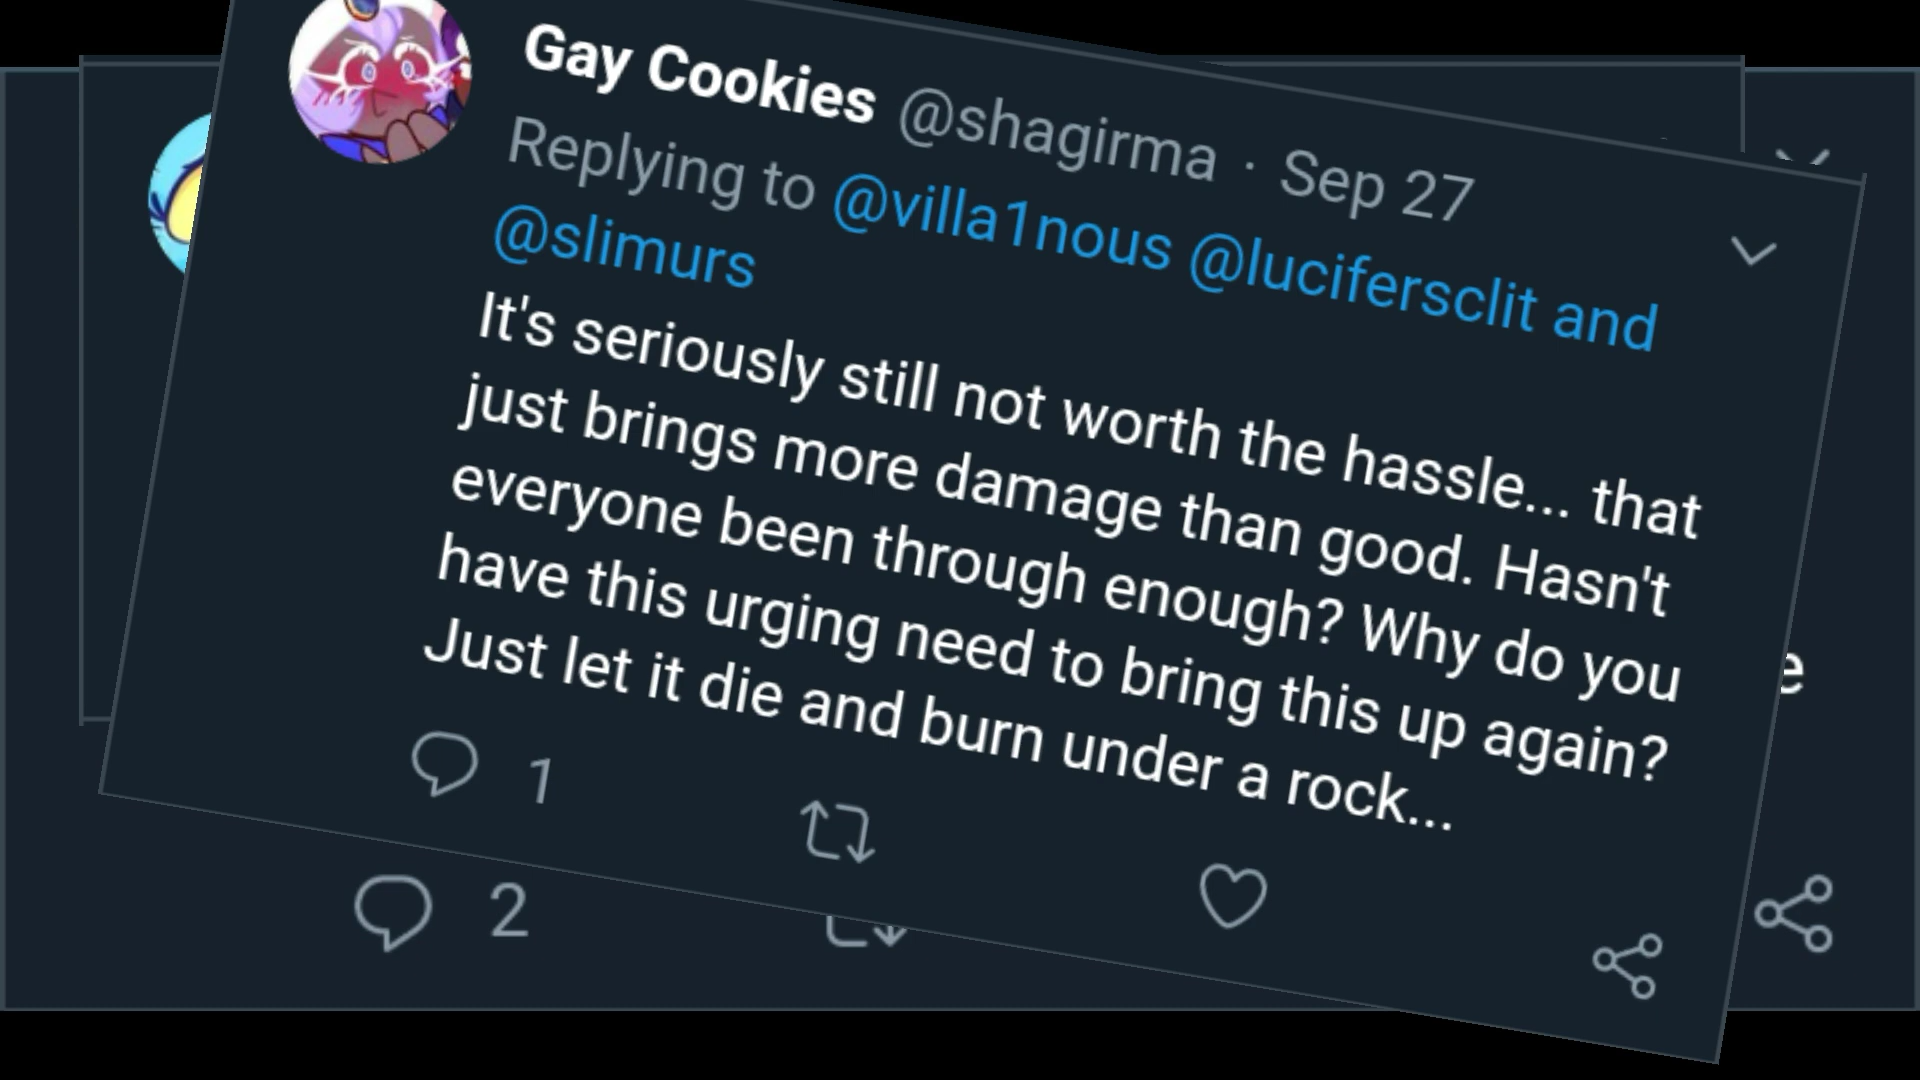 Gay Cookies @shagirma · Sep 27
Replying to @villa1nous @lucifersclit and
@slimurs
It's seriously still not worth the hassle... that
just brings more damage than good. Hasn't
everyone been through enough? Why do you
have this urging need to bring this up again?
Just let it die and burn under a rock...
1
e
2